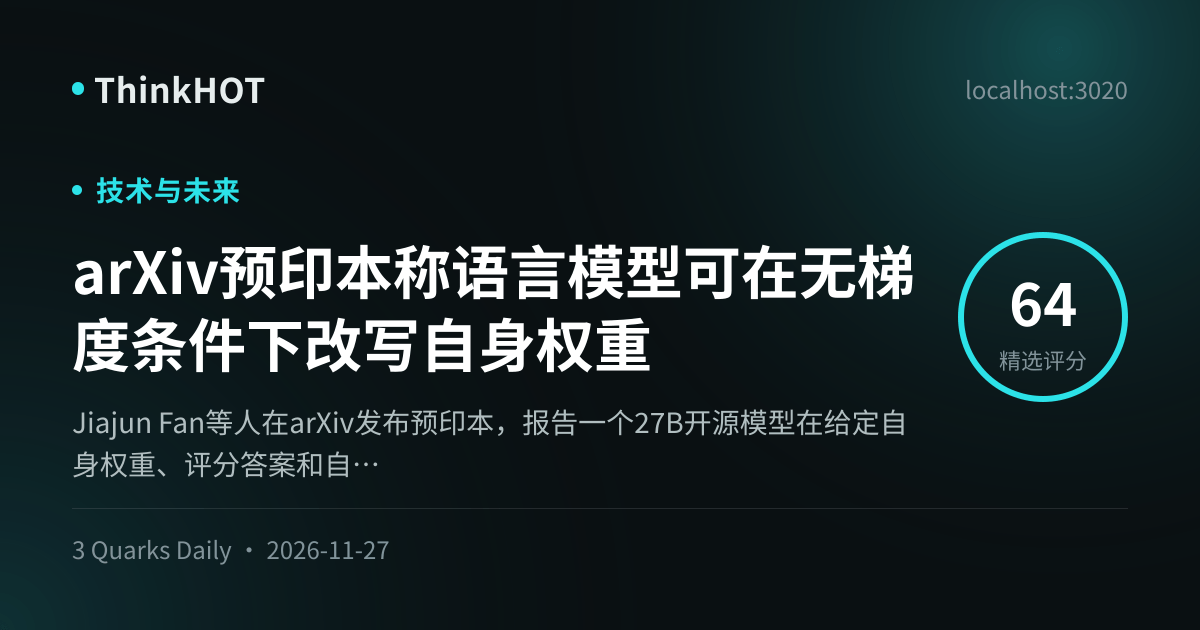 ThinkHOT
localhost:3020
技术与未来
arXiv预印本称语言模型可在无梯
度条件下改写自身权重
64
精选评分
Jiajun Fan等人在arXiv发布预印本，报告一个27B开源模型在给定自
身权重、评分答案和自…
3 Quarks Daily • 2026-11-27